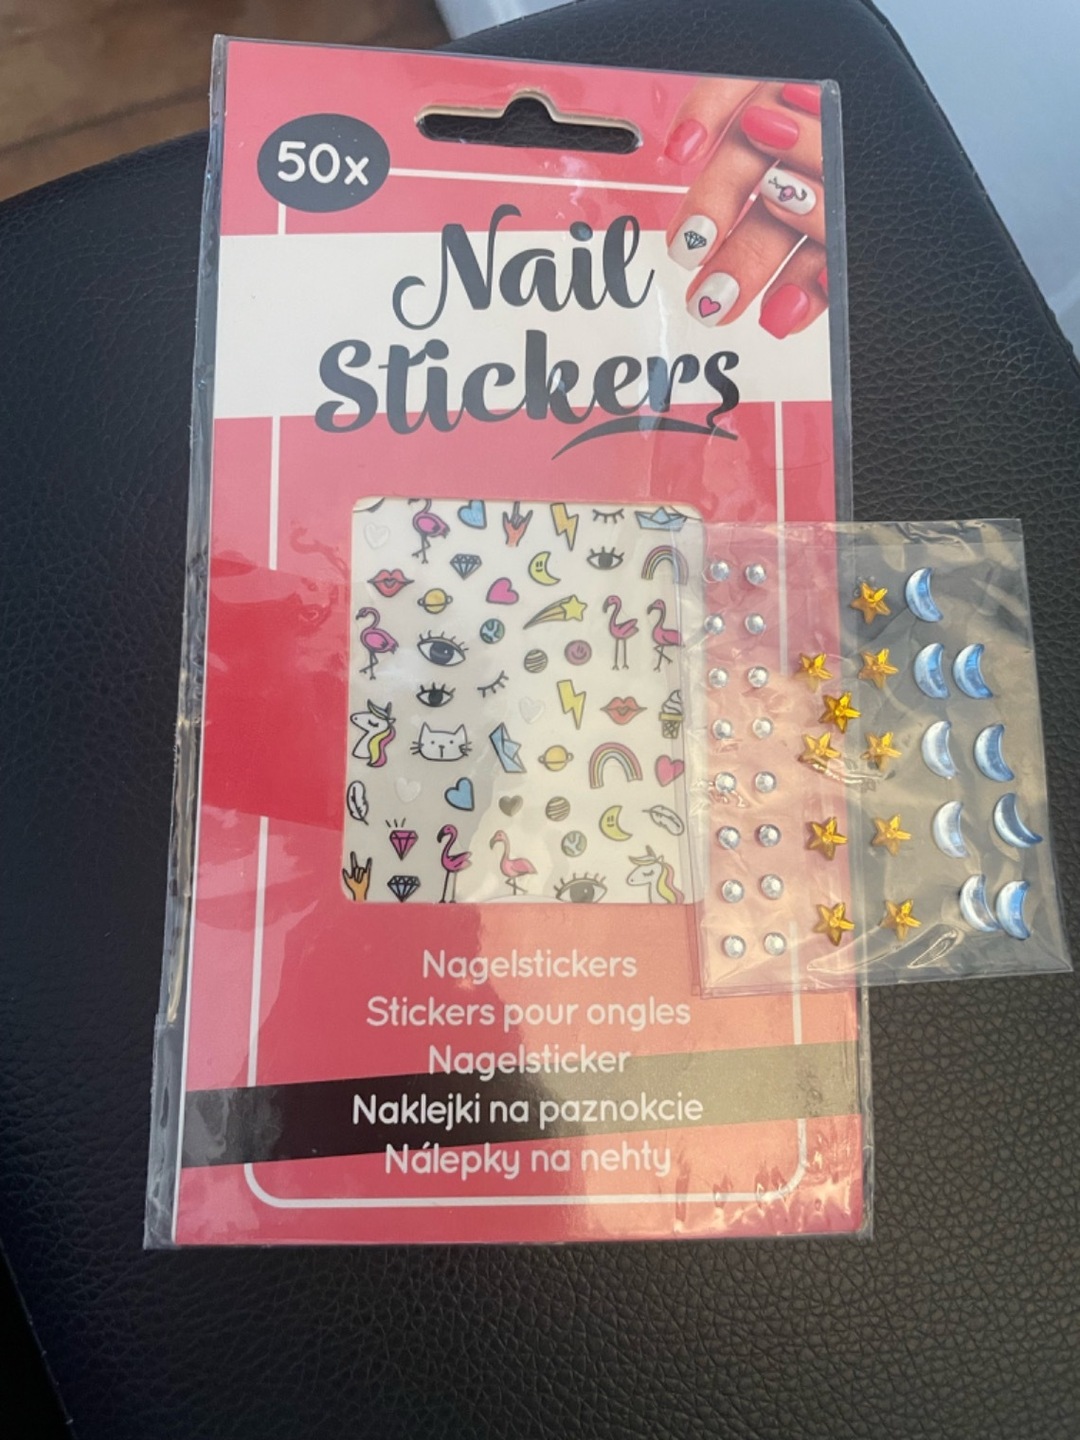 50x
Nail
Stickers
Nagelstickers
Stickers pour ongles
Nagelsticker
Naklejki na paznokcie
Nálepky na nehty